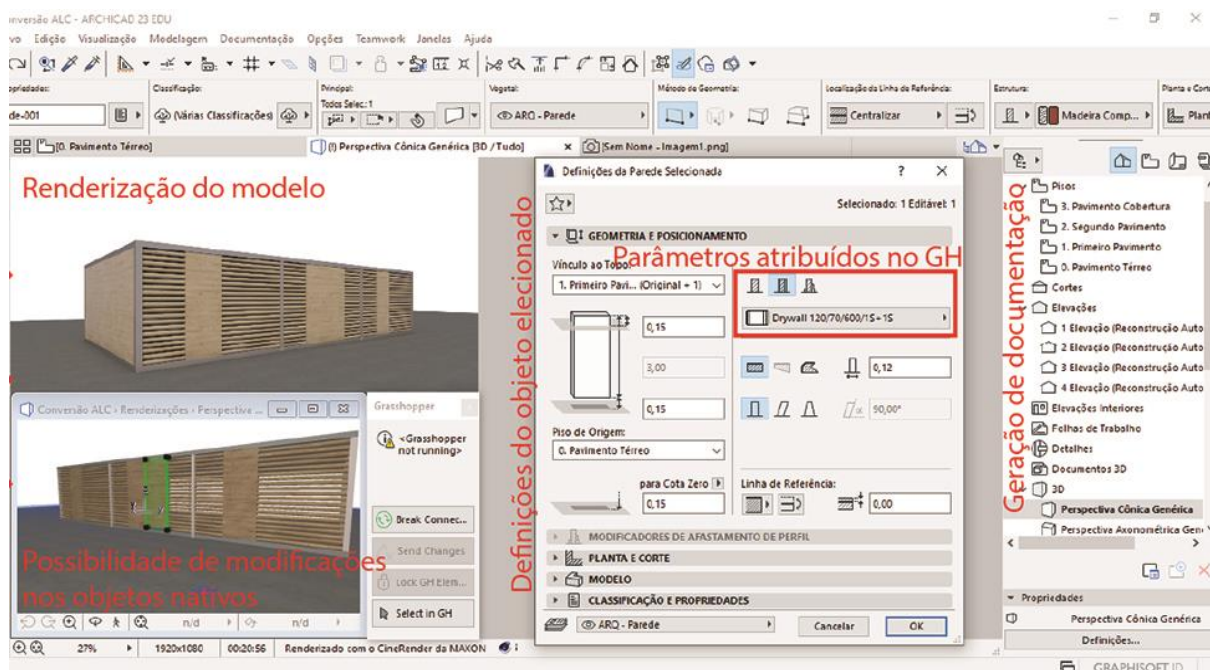 nversão ALC - ARCHICAD 23 EDU
vo Edição Visualização Modelagem Documentação Opções Teamwork Janelas Ajuda
opriedades:
Classificação:
Principal:
Vegetal:
Método de Geometria:
Localização da Linha de Referência:
Estrutura:
Planta e Cort
de-001
(Várias Classificações)
Todos Selec.: 1
ARQ - Parede
Centralizar
Madeira Comp...
Plant
[0. Pavimento Térreo]
(!) Perspectiva Cônica Genérica [3D / Tudo]
[Sem Nome - Imagem1.png]
Renderização do modelo
Conversão ALC › Renderizações › Perspectiva ...
Possibilidade de modificações
nos objetos nativos
n/d
n/d
Grasshopper
<Grasshopper
not running>
Break Connec...
Send Changes
Lock GH Elem...
Select in GH
27%
1920x1080
00:20:56
Renderizado com o CineRender da MAXON
Definições do objeto elecionado
Definições da Parede Selecionada
? X
Selecionado: 1 Editável: 1
GEOMETRIA E POSICIONAMENTO
Parâmetros atribuídos no GH
Vínculo ao Topo:
1. Primeiro Pavi... (Original + 1)
Drywall 120/70/600/1S+1S
0,15
3,00
0,12
0,15
90,00°
Piso de Origem:
0. Pavimento Térreo
para Cota Zero
Linha de Referência:
0,15
0,00
MODIFICADORES DE AFASTAMENTO DE PERFIL
PLANTA E CORTE
MODELO
CLASSIFICAÇÃO E PROPRIEDADES
ARQ - Parede
Cancelar
OK
Geração de documentação
Pisos
3. Pavimento Cobertura
2. Segundo Pavimento
1. Primeiro Pavimento
0. Pavimento Térreo
Cortes
Elevações
1 Elevação (Reconstrução Auto
2 Elevação (Reconstrução Auto
3 Elevação (Reconstrução Auto
4 Elevação (Reconstrução Auto
Elevações Interiores
Folhas de Trabalho
Detalhes
Documentos 3D
3D
Perspectiva Cônica Genérica
Perspectiva Axonométrica Gen
Propriedades
Perspectiva Cônica Genérica
Definições...
GRAPHISOFT ID